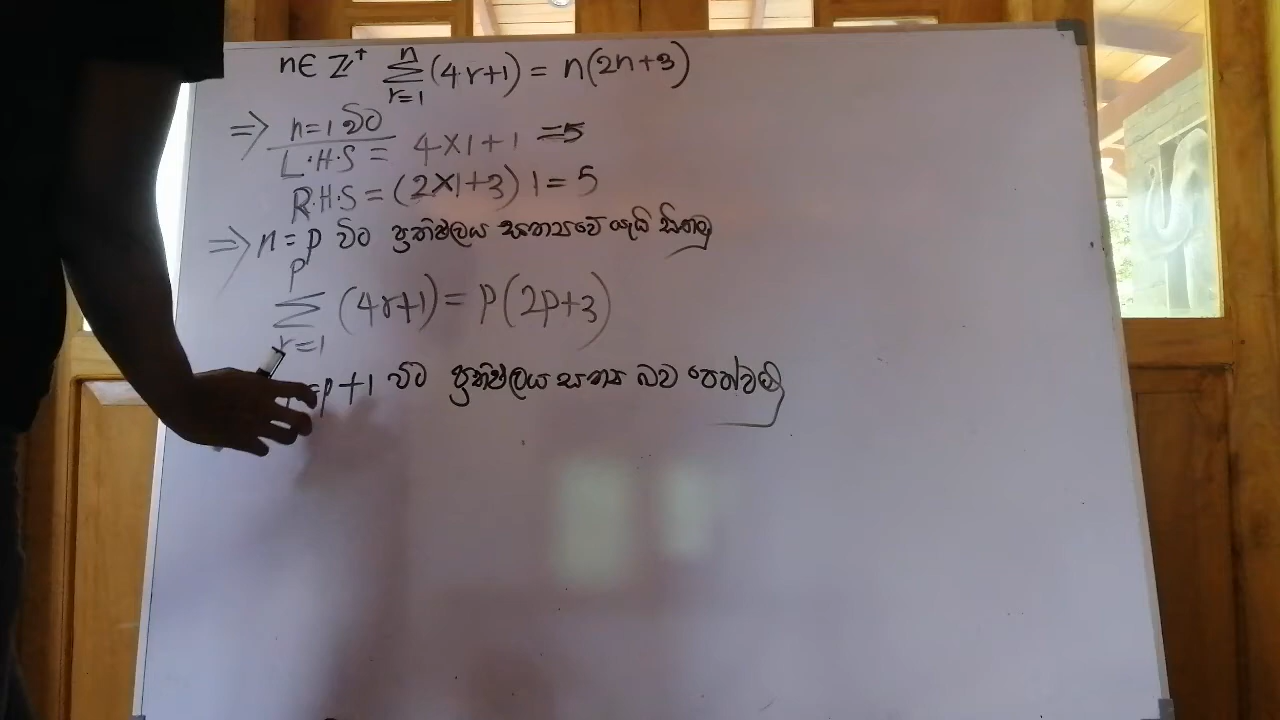 n∈ℤ⁺ n∑r=1 (4r+1) = n(2n+3)
⇒ n=1 විට
L.H.S = 4×1+1 =5
R.H.S = (2×1+3) 1 = 5
⇒ n = p විට ප්‍රතිඵලය සත්‍යවේ යැයි සිතමු
p∑r=1 (4r+1) = p(2p+3)
=p+1 විට ප්‍රතිඵලය සත්‍ය බව පෙන්වමු